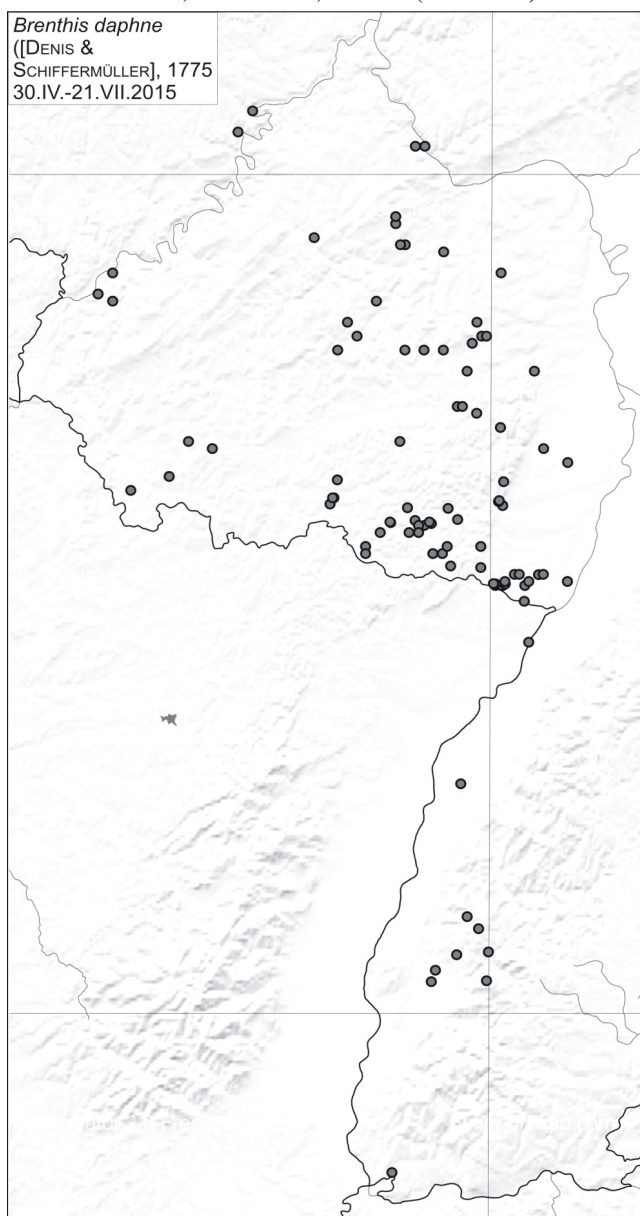 Brenthis daphne
([DENIS &
SCHIFFERMÜLLER], 1775
30.IV.-21.VII.2015